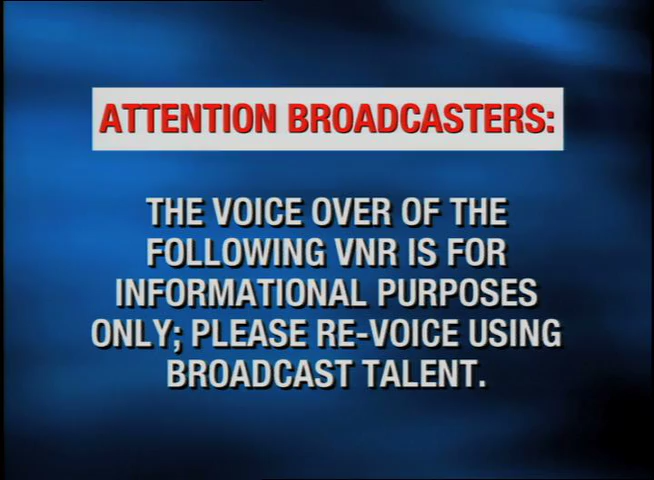 ATTENTION BROADCASTERS:
THE VOICE OVER OF THE
FOLLOWING VNR IS FOR
INFORMATIONAL PURPOSES
ONLY; PLEASE RE-VOICE USING
BROADCAST TALENT.